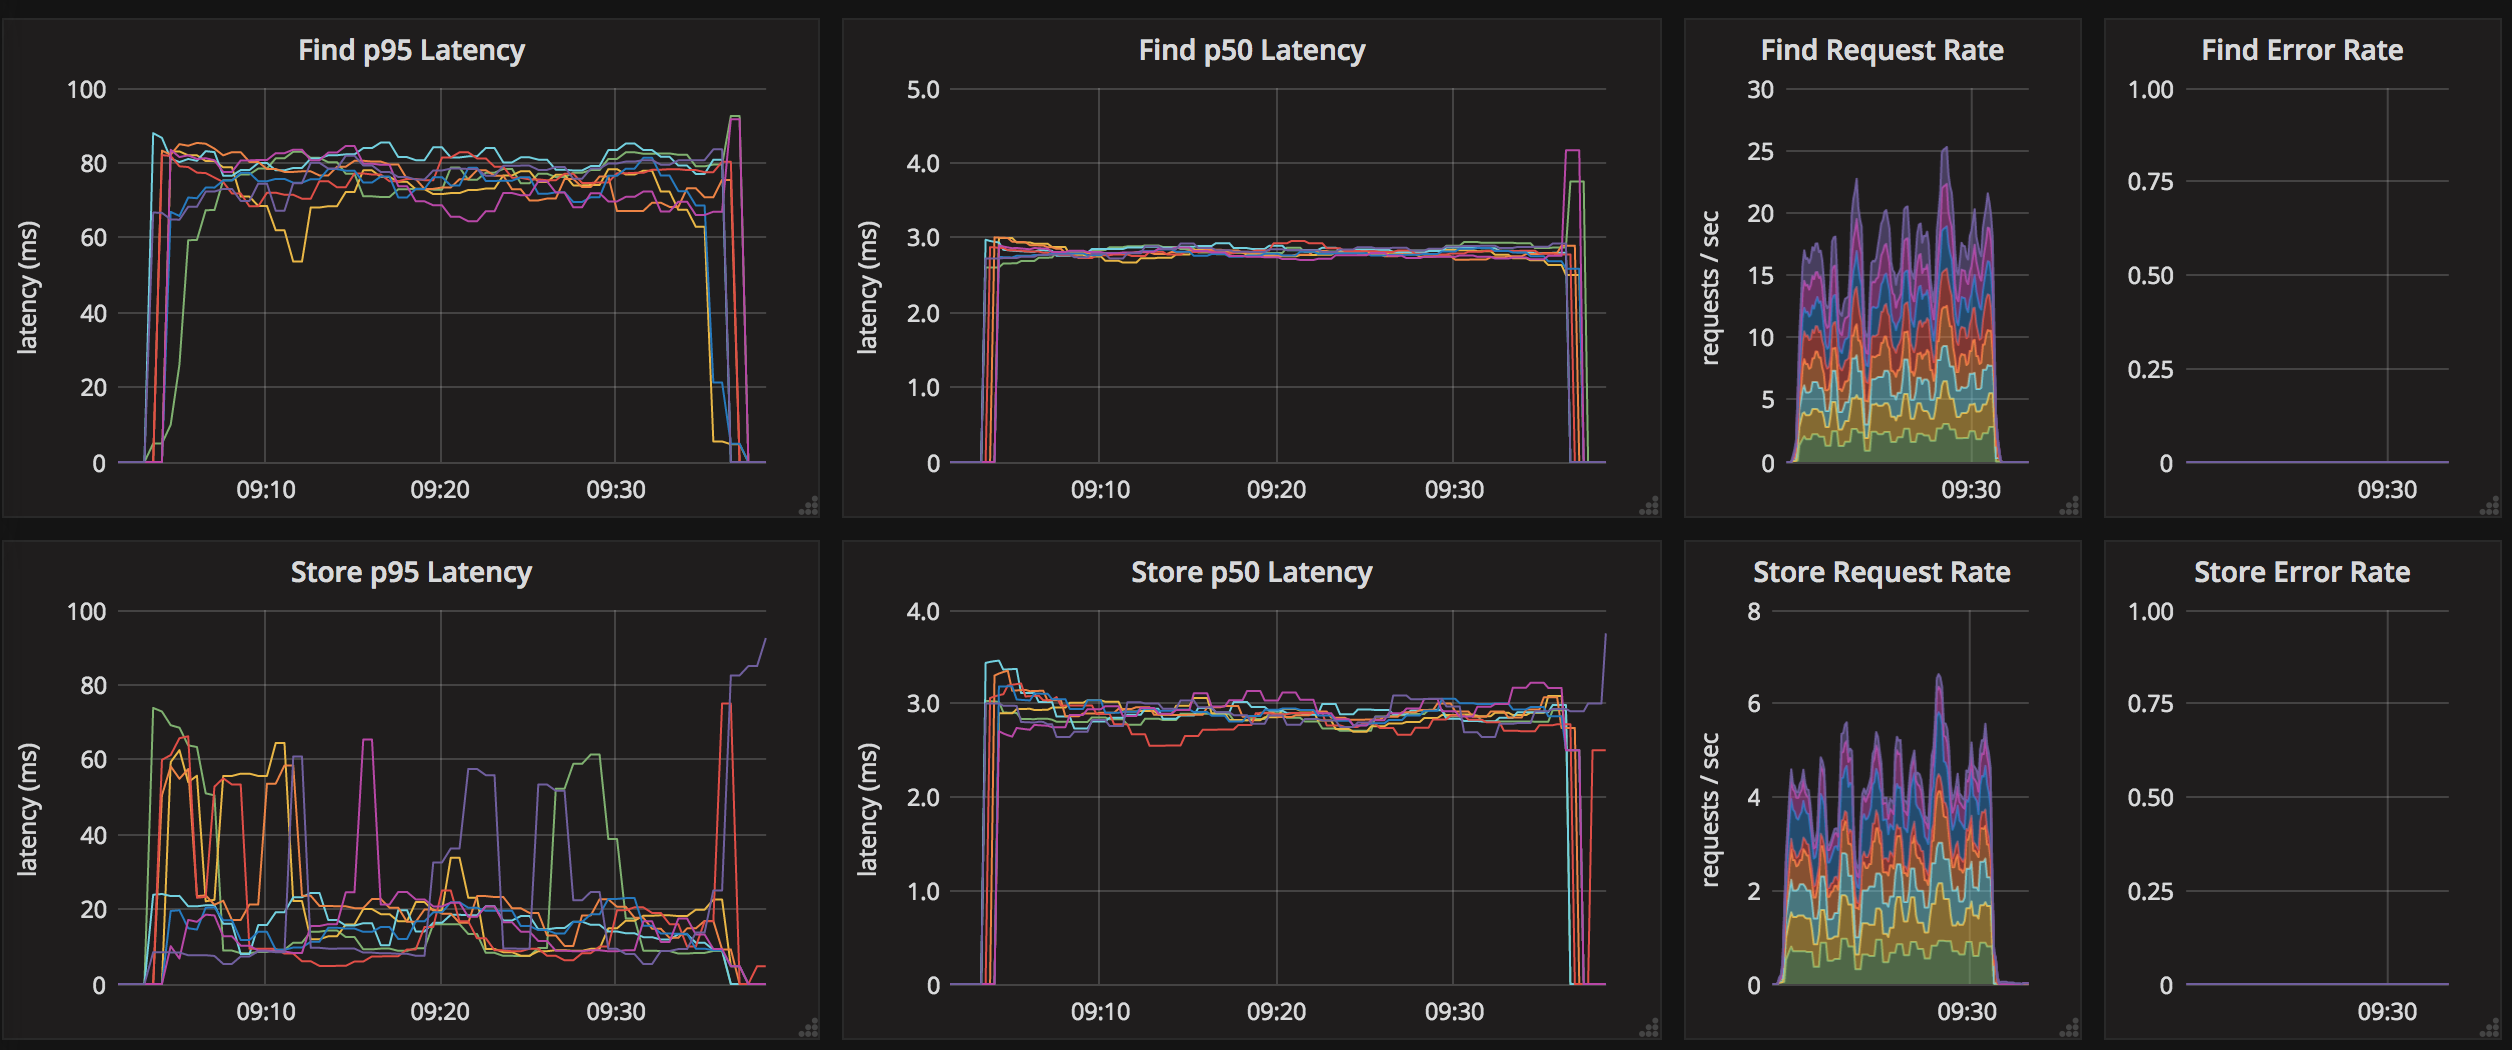 Find p95 Latency
100
80
60
40
20
0
latency (ms)
09:10 09:20 09:30
Find p50 Latency
5.0
4.0
3.0
2.0
1.0
0
latency (ms)
09:10 09:20 09:30
Find Request Rate
30
25
20
15
10
5
0
requests / sec
09:30
Find Error Rate
1.00
0.75
0.50
0.25
0
09:30
Store p95 Latency
100
80
60
40
20
0
latency (ms)
09:10 09:20 09:30
Store p50 Latency
4.0
3.0
2.0
1.0
0
latency (ms)
09:10 09:20 09:30
Store Request Rate
8
6
4
2
0
requests / sec
09:30
Store Error Rate
1.00
0.75
0.50
0.25
0
09:30